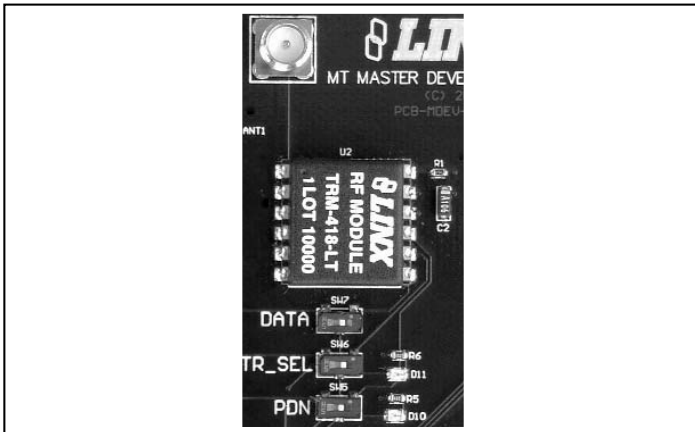 LIN
MT MASTER DEVE
(C) 2
PCB-MDEV-
ANT1
U2
R1
LINX
RF MODULE
TRM-418-LT
1LOT 10000
C2
SW7
DATA
SW6
TR_SEL
R6
D11
SW5
PDN
R5
D10